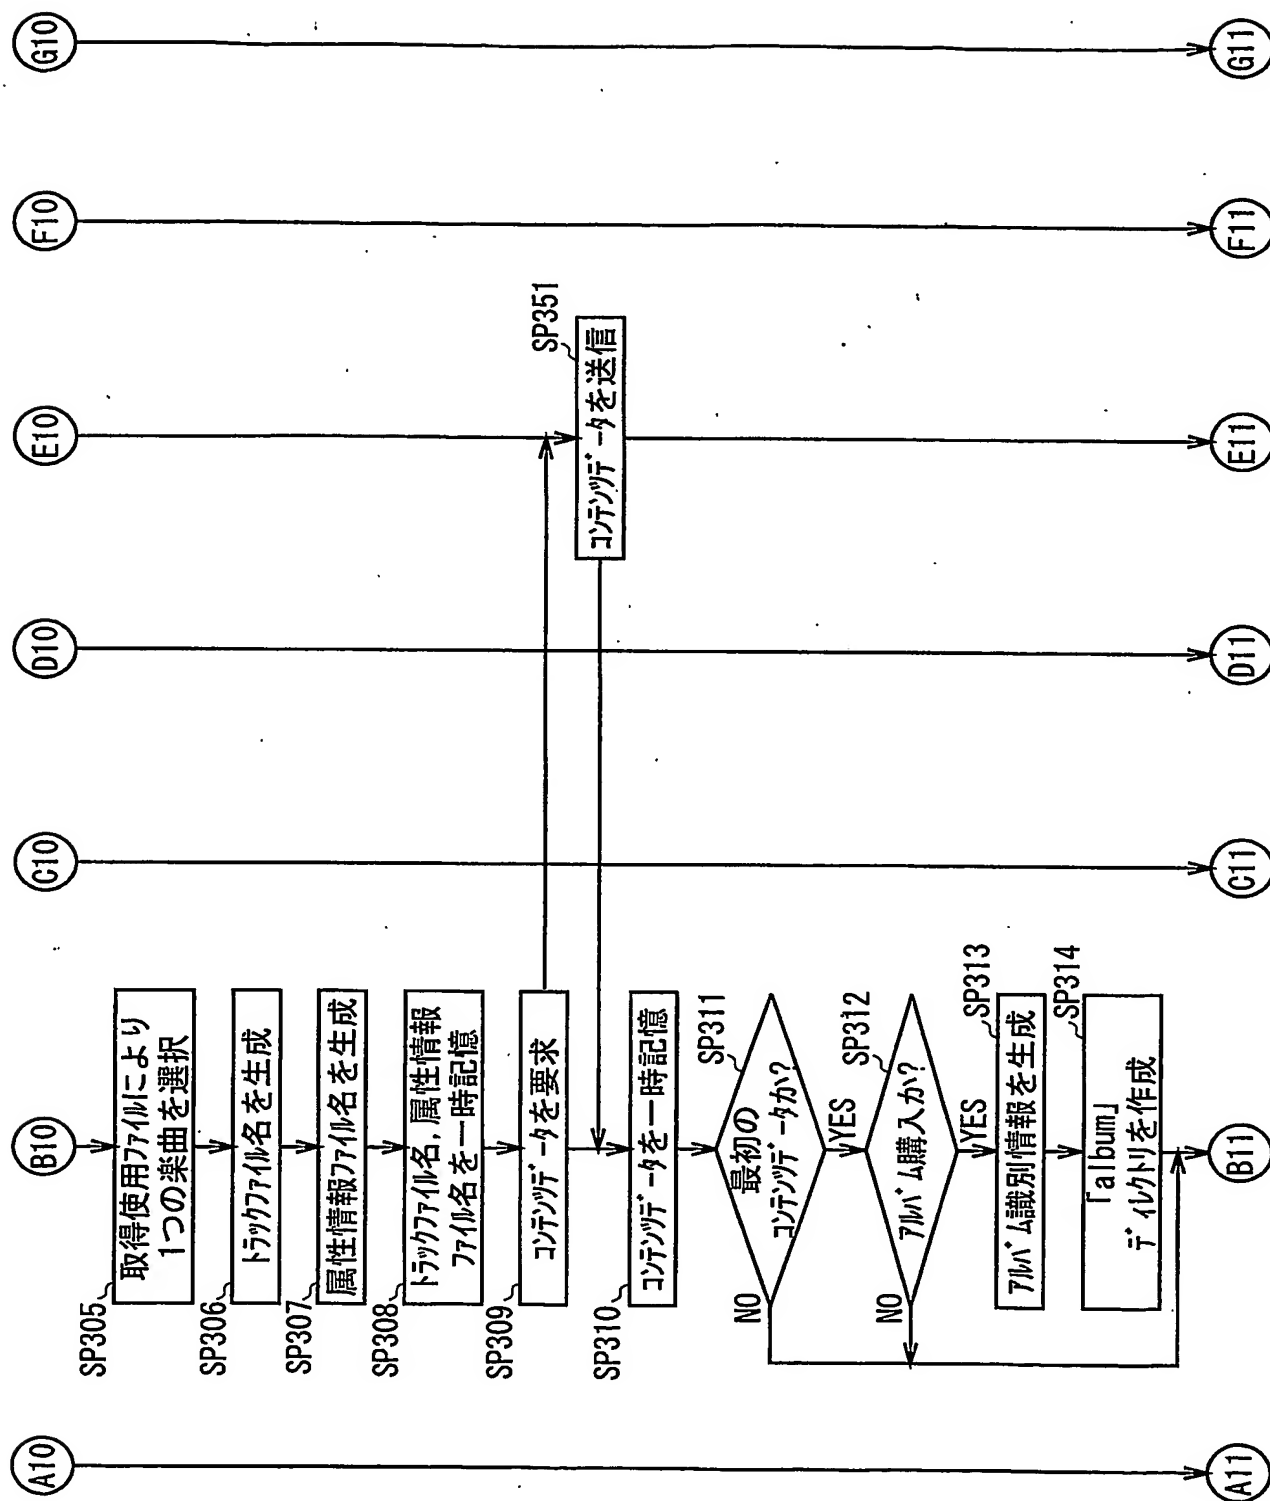 A10
B10
C10
D10
E10
F10
G10
SP305
取得使用ファイルにより
1つの楽曲を選択
SP306
トラックファイル名を生成
SP307
属性情報ファイル名を生成
SP308
トラックファイル名,属性情報
ファイル名を一時記憶
SP309
コンテンツデータを要求
SP351
コンテンツデータを送信
SP310
コンテンツデータを一時記憶
SP311
最初の
コンテンツデータか?
NO
YES
SP312
アルバム購入か?
NO
YES
SP313
アルバム識別情報を生成
SP314
「album」
ディレクトリを作成
A11
B11
C11
D11
E11
F11
G11